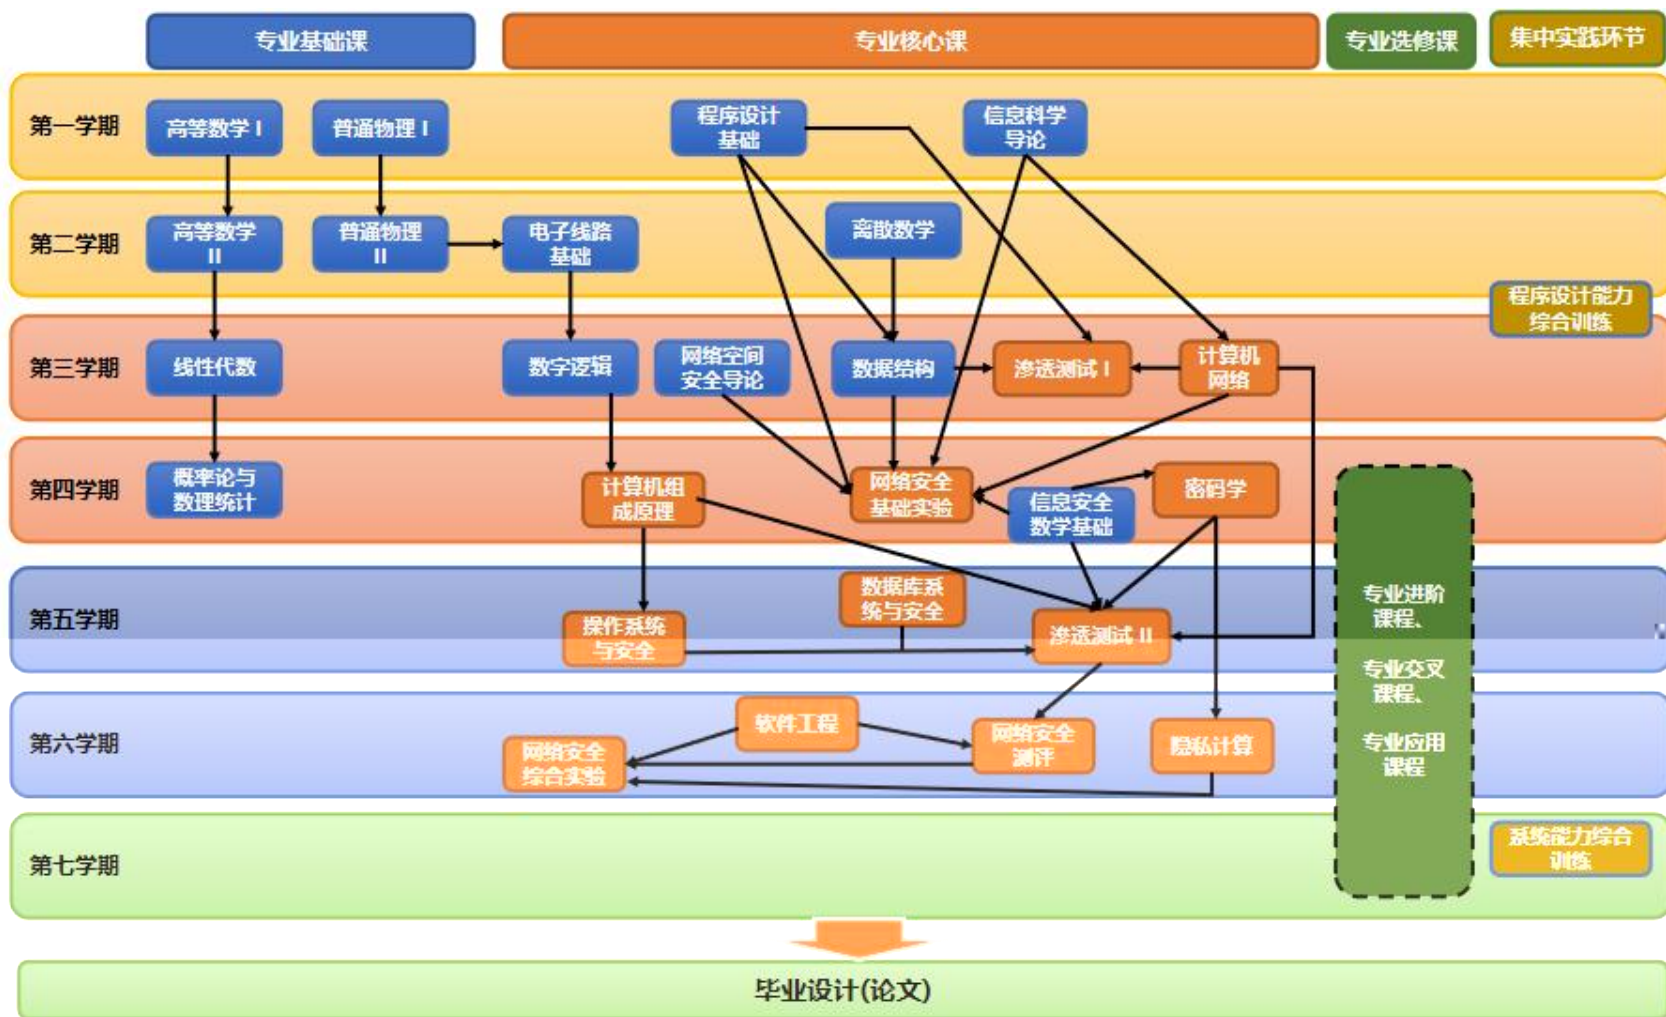 专业基础课
专业核心课
专业选修课
集中实践环节
第一学期
高等数学 I
普通物理 I
程序设计
基础
信息科学
导论
第二学期
高等数学
II
普通物理
II
电子线路
基础
离散数学
程序设计能力
综合训练
第三学期
线性代数
数字逻辑
网络空间
安全导论
数据结构
渗透测试 I
计算机
网络
第四学期
概率论与
数理统计
计算机组
成原理
网络安全
基础实验
信息安全
数学基础
密码学
第五学期
操作系统
与安全
数据库系
统与安全
渗透测试 II
专业进阶
课程、
专业交叉
课程、
专业应用
课程
第六学期
网络安全
综合实验
软件工程
网络安全
测评
隐私计算
第七学期
系统能力综合
训练
毕业设计(论文)